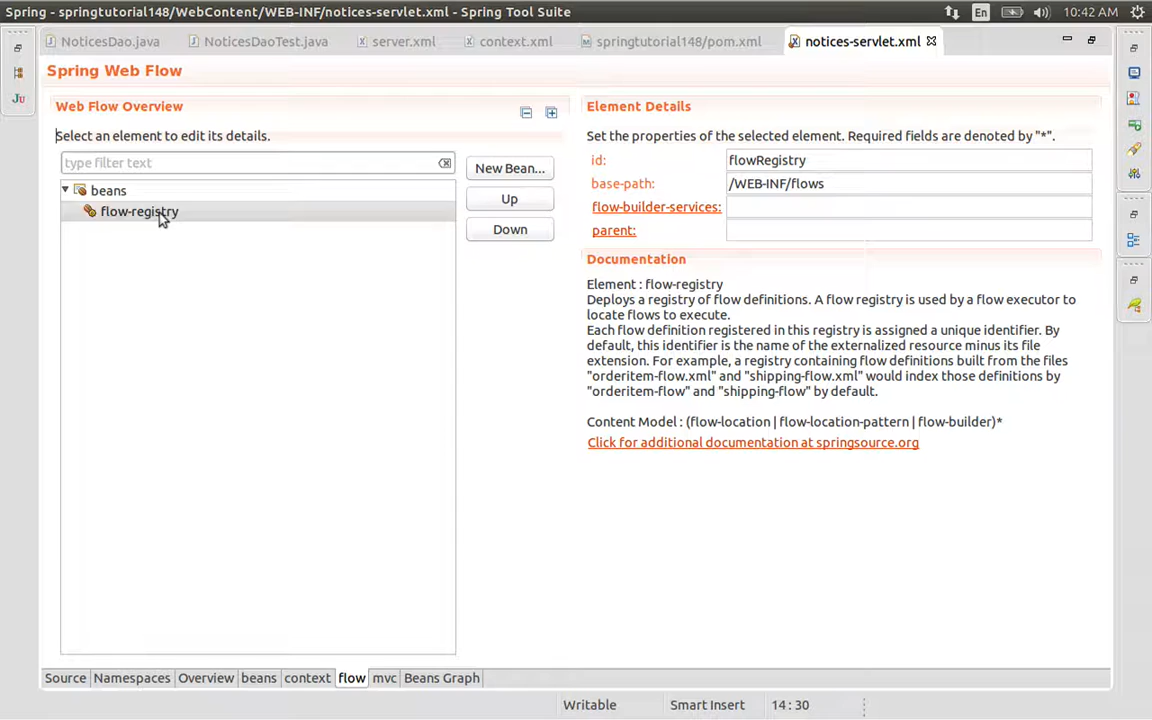 Spring - springtutorial148/WebContent/WEB-INF/notices-servlet.xml - Spring Tool Suite
En
10:42 AM
NoticesDao.java
NoticesDaoTest.java
server.xml
context.xml
springtutorial148/pom.xml
notices-servlet.xml
Spring Web Flow
Web Flow Overview
Select an element to edit its details.
type filter text
beans
flow-registry
New Bean...
Up
Down
Element Details
Set the properties of the selected element. Required fields are denoted by "*".
id: flowRegistry
base-path: /WEB-INF/flows
flow-builder-services:
parent:
Documentation
Element : flow-registry
Deploys a registry of flow definitions. A flow registry is used by a flow executor to
locate flows to execute.
Each flow definition registered in this registry is assigned a unique identifier. By
default, this identifier is the name of the externalized resource minus its file
extension. For example, a registry containing flow definitions built from the files
"orderitem-flow.xml" and "shipping-flow.xml" would index those definitions by
"orderitem-flow" and "shipping-flow" by default.
Content Model : (flow-location | flow-location-pattern | flow-builder)*
Click for additional documentation at springsource.org
Source Namespaces Overview beans context flow mvc Beans Graph
Writable
Smart Insert
14 : 30
JU